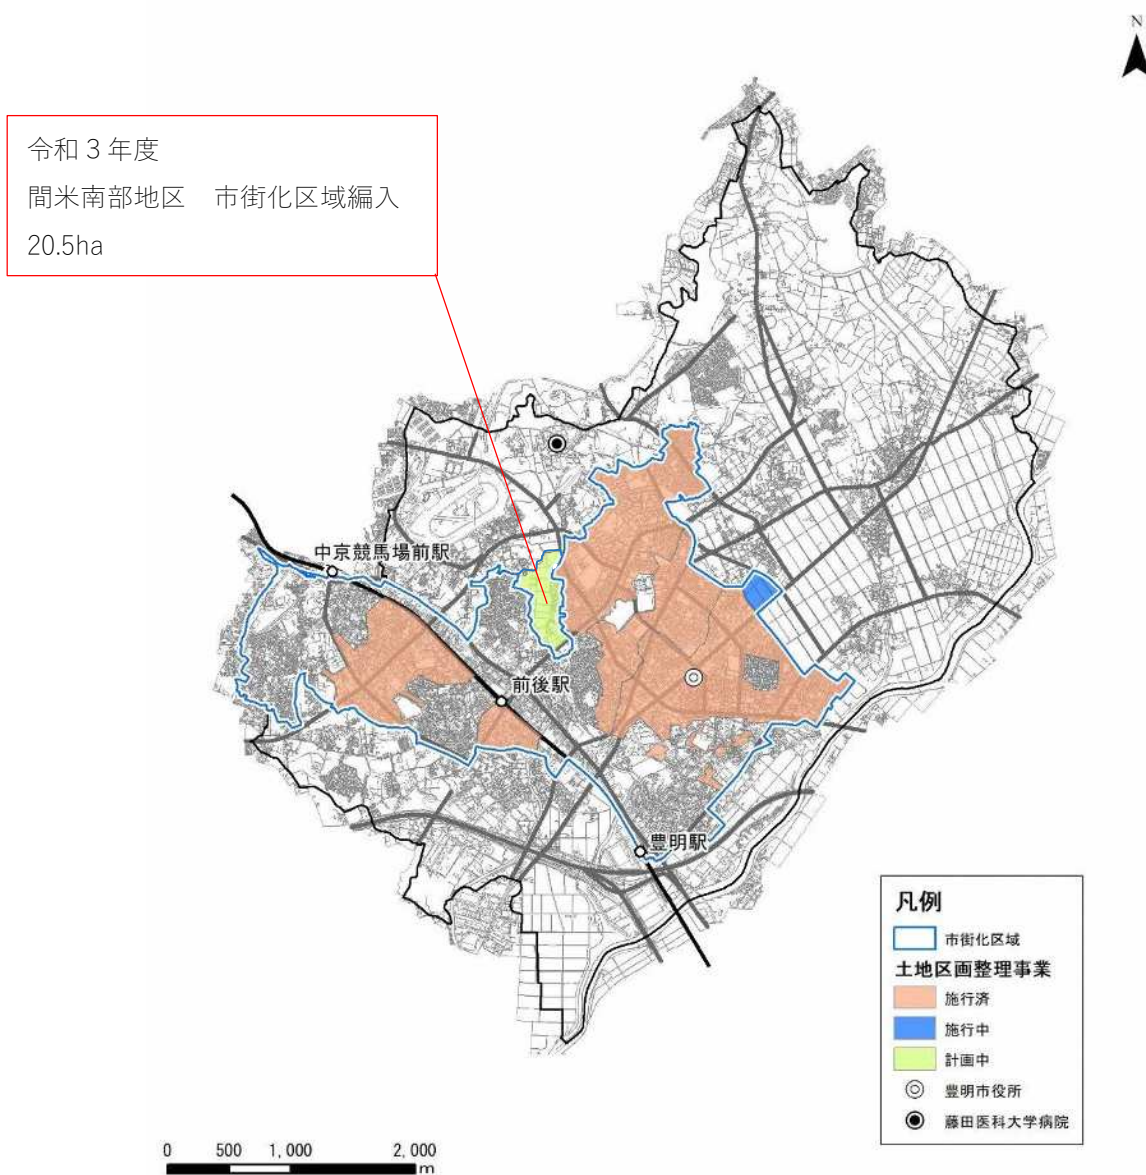 N
令和3年度
間米南部地区　市街化区域編入
20.5ha
中京競馬場前駅
前後駅
豊明駅
凡例
市街化区域
土地区画整理事業
施行済
施行中
計画中
豊明市役所
藤田医科大学病院
0 500 1,000 2,000
m